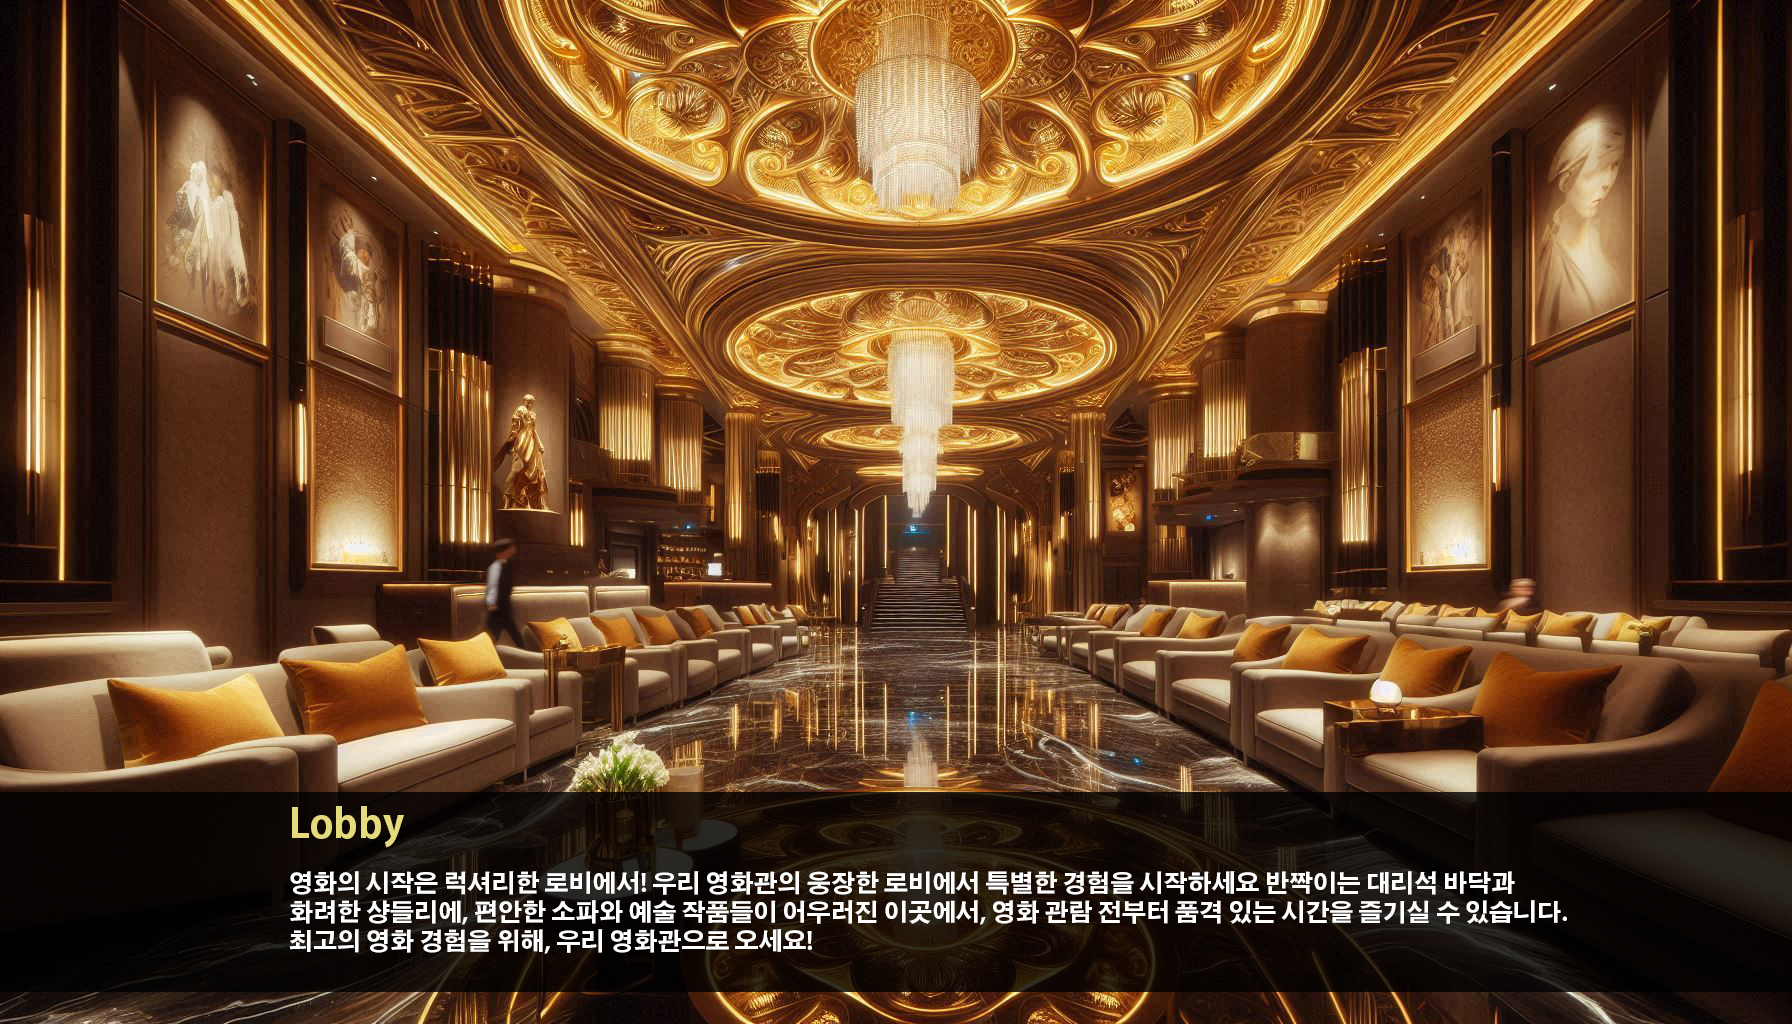 Lobby
영화의 시작은 럭셔리한 로비에서! 우리 영화관의 웅장한 로비에서 특별한 경험을 시작하세요 반짝이는 대리석 바닥과
화려한 샹들리에, 편안한 소파와 예술 작품들이 어우러진 이곳에서, 영화 관람 전부터 품격 있는 시간을 즐기실 수 있습니다.
최고의 영화 경험을 위해, 우리 영화관으로 오세요!